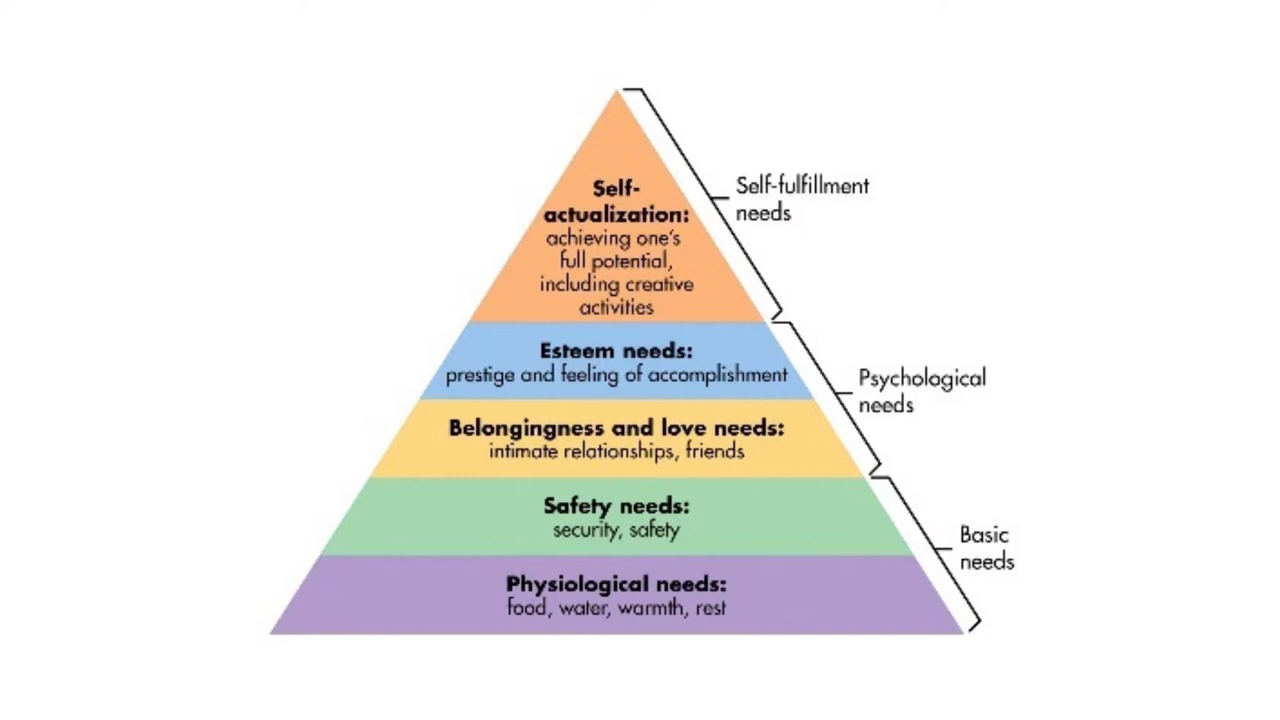 Self-
actualization:
achieving one's
full potential,
including creative
activities
Self-fulfillment
needs
Esteem needs:
prestige and feeling of accomplishment
Psychological
needs
Belongingness and love needs:
intimate relationships, friends
Safety needs:
security, safety
Basic
needs
Physiological needs:
food, water, warmth, rest